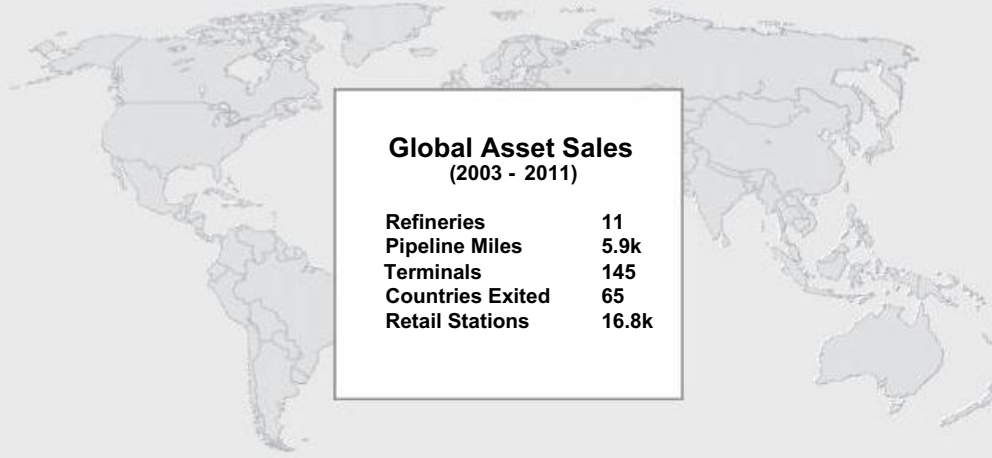 Global Asset Sales
(2003 - 2011)
Refineries 11
Pipeline Miles 5.9k
Terminals 145
Countries Exited 65
Retail Stations 16.8k